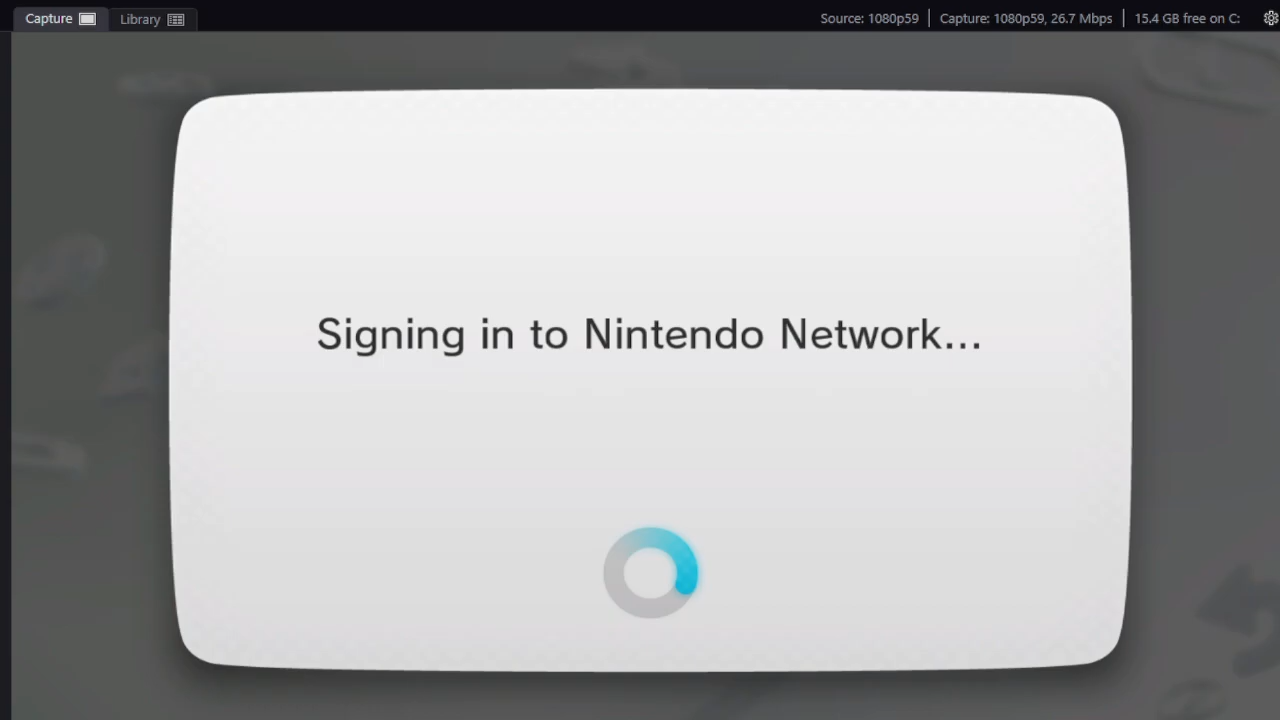 Capture
Library
Source: 1080p59
Capture: 1080p59, 26.7 Mbps
15.4 GB free on C:
Signing in to Nintendo Network...